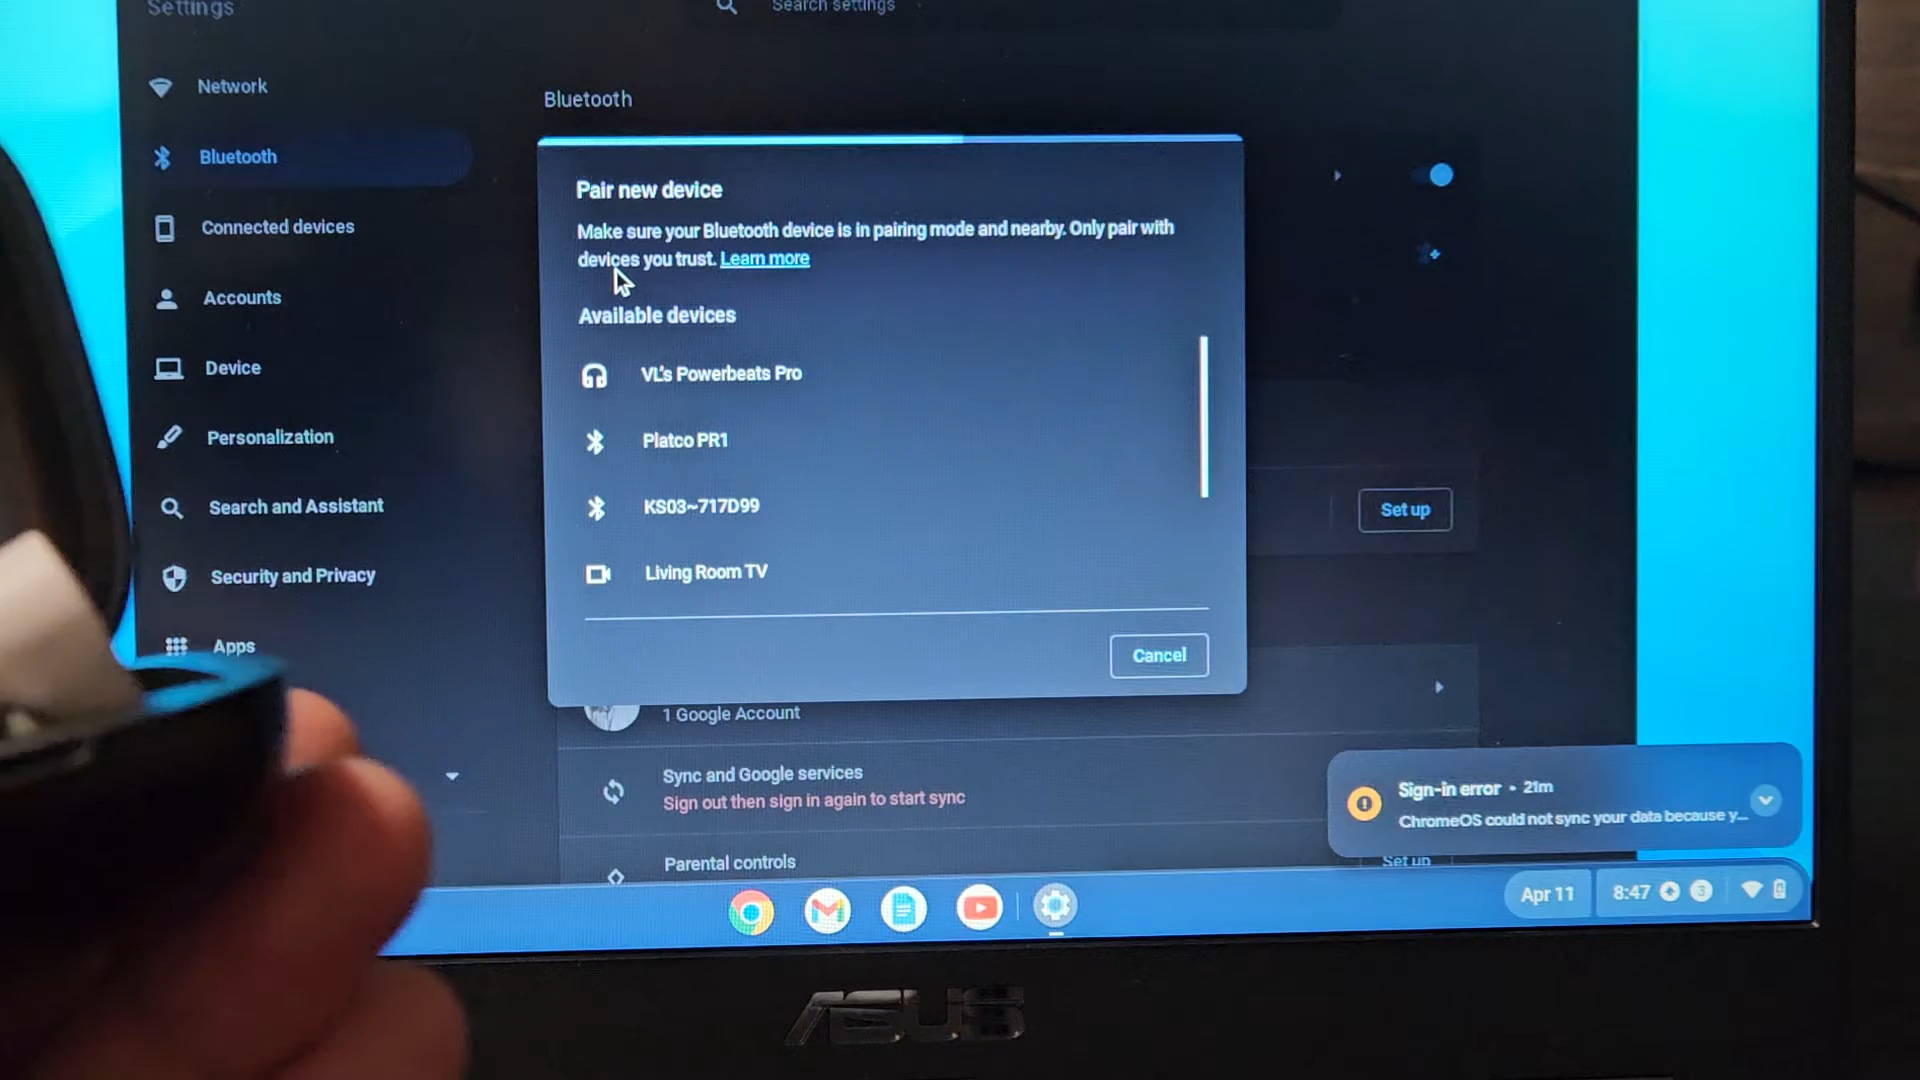 Settings
Search settings
Network
Bluetooth
Connected devices
Accounts
Device
Personalization
Search and Assistant
Security and Privacy
Apps
Bluetooth
Pair new device
Make sure your Bluetooth device is in pairing mode and nearby. Only pair with
devices you trust. Learn more
Available devices
VL's Powerbeats Pro
Platco PR1
KS03~717D99
Living Room TV
Cancel
Set up
1 Google Account
Sync and Google services
Sign out then sign in again to start sync
Parental controls
Set up
Sign-in error • 21m
ChromeOS could not sync your data because y...
Apr 11
8:47
3
ASUS